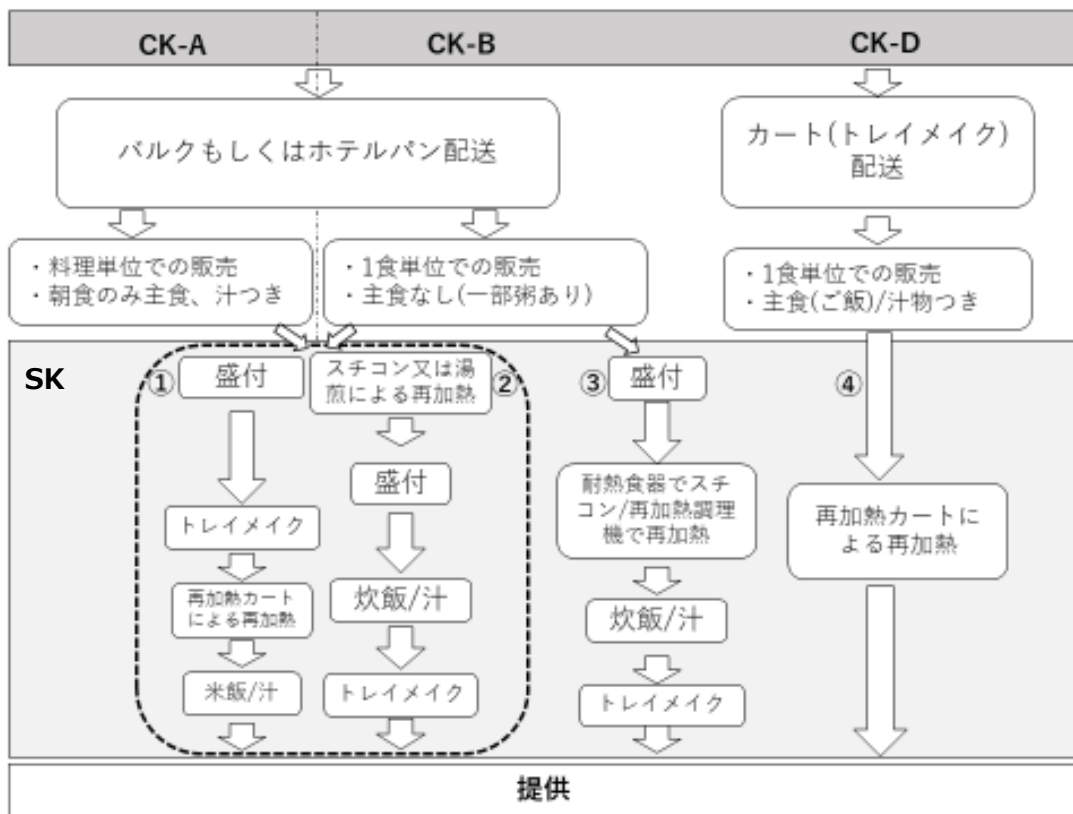 CK-A
CK-B
CK-D
バルクもしくはホテルパン配送
カート(トレイメイク)
配送
・料理単位での販売
・朝食のみ主食、汁つき
・1食単位での販売
・主食なし(一部粥あり)
・1食単位での販売
・主食(ご飯)/汁物つき
SK
①
盛付
トレイメイク
再加熱カート
による再加熱
米飯/汁
スチコン又は湯
煎による再加熱
②
盛付
炊飯/汁
トレイメイク
③
盛付
耐熱食器でスチ
コン/再加熱調理
機で再加熱
炊飯/汁
トレイメイク
④
再加熱カートに
よる再加熱
提供